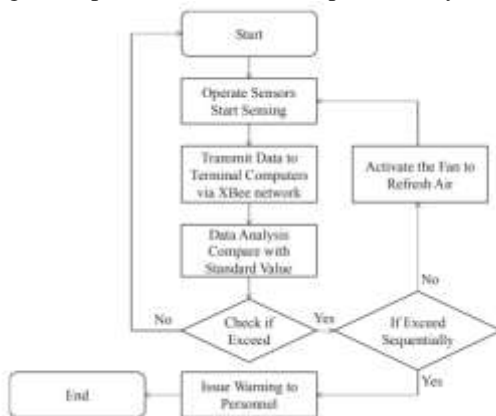 Start
Operate Sensors
Start Sensing
Transmit Data to
Terminal Computers
via XBee network
Activate the Fan to
Refresh Air
Data Analysis
Compare with
Standard Value
No
No
Check if
Exceed
Yes
If Exceed
Sequentially
Yes
End
Issue Warning to
Personnel